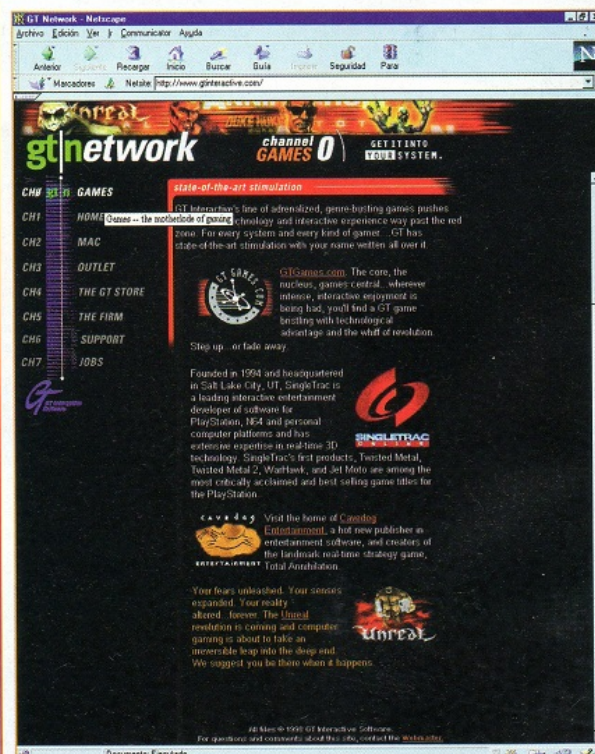 GT Network - Netscape
Archivo Edición Ver Ir Communicator Ayuda
Anterior Siguiente Recargar Inicio Buscar Guía Imprimir Seguridad Parar
Marcadores Netsite: http://www.gtinteractive.com/
Unreal
DUKE NUKEM
gt network
channel
GAMES 0
GET IT INTO
YOUR SYSTEM.
CH0 gt n GAMES
CH1 HOME
Games -- the motherlode of gaming
CH2 MAC
CH3 OUTLET
CH4 THE GT STORE
CH5 THE FIRM
CH6 SUPPORT
CH7 JOBS
GT Interactive
Software
state-of-the-art stimulation
GT Interactive's line of adrenalized, genre-busting games pushes
technology and interactive experience way past the red
zone. For every system and every kind of gamer... GT has
state-of-the-art stimulation with your name written all over it.
GT GAMES.COM
GTGames.com. The core, the
nucleus, games central...wherever
intense, interactive enjoyment is
being had, you'll find a GT game
bristling with technological
advantage and the whiff of revolution.
Step up...or fade away.
Founded in 1994 and headquartered
in Salt Lake City, UT, SingleTrac is
a leading interactive entertainment
developer of software for
PlayStation, N64 and personal
computer platforms and has
extensive expertise in real-time 3D
technology. SingleTrac's first products, Twisted Metal,
Twisted Metal 2, WarHawk, and Jet Moto are among the
most critically acclaimed and best selling game titles for
the PlayStation.
SINGLETRAC
ONLINE
CAVEDOG
ENTERTAINMENT
Visit the home of Cavedog
Entertainment, a hot new publisher in
entertainment software, and creators of
the landmark real-time strategy game,
Total Annihilation.
Your fears unleashed. Your senses
expanded. Your reality
altered...forever. The Unreal
revolution is coming and computer
gaming is about to take an
irreversible leap into the deep end.
We suggest you be there when it happens.
Unreal
All files © 1998 GT Interactive Software.
For questions and comments about this site, contact the Webmaster.